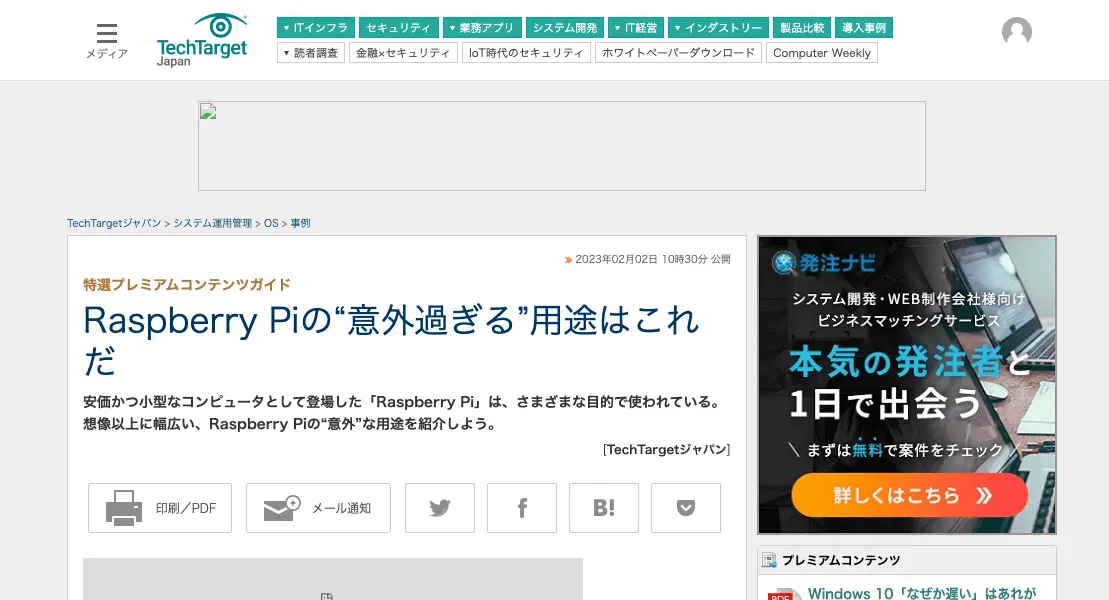 メディア
TechTarget
Japan
▼ ITインフラ
セキュリティ
▼ 業務アプリ
システム開発
▼ IT経営
▼ インダストリー
製品比較
導入事例
▼ 読者調査
金融×セキュリティ
IoT時代のセキュリティ
ホワイトペーパーダウンロード
Computer Weekly
TechTargetジャパン > システム運用管理 > OS > 事例
» 2023年02月02日 10時30分 公開
特選プレミアムコンテンツガイド
Raspberry Piの“意外過ぎる”用途はこれ
だ
安価かつ小型なコンピュータとして登場した「Raspberry Pi」は、さまざまな目的で使われている。
想像以上に幅広い、Raspberry Piの“意外”な用途を紹介しよう。
[TechTargetジャパン]
印刷／PDF
メール通知
f
B!
発注ナビ
システム開発・WEB制作会社様向け
ビジネスマッチングサービス
本気の発注者と
1日で出会う
\ まずは無料で案件をチェック /
詳しくはこちら »
プレミアムコンテンツ
PDF
Windows 10「なぜか遅い」はあれが